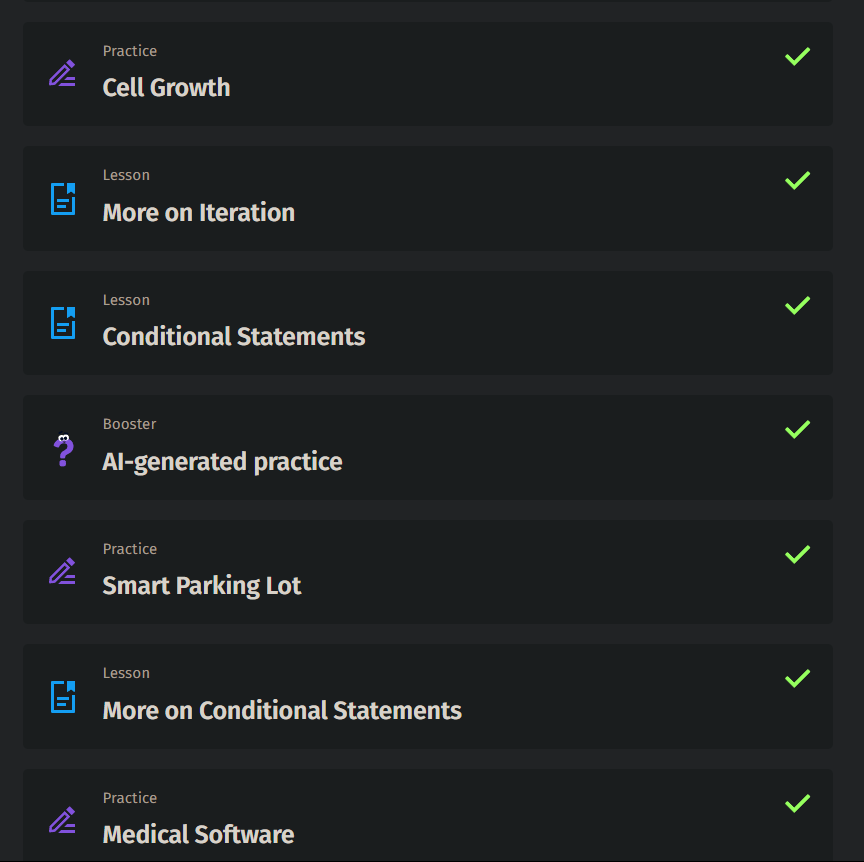 Practice
Cell Growth
Lesson
More on Iteration
Lesson
Conditional Statements
Booster
AI-generated practice
Practice
Smart Parking Lot
Lesson
More on Conditional Statements
Practice
Medical Software